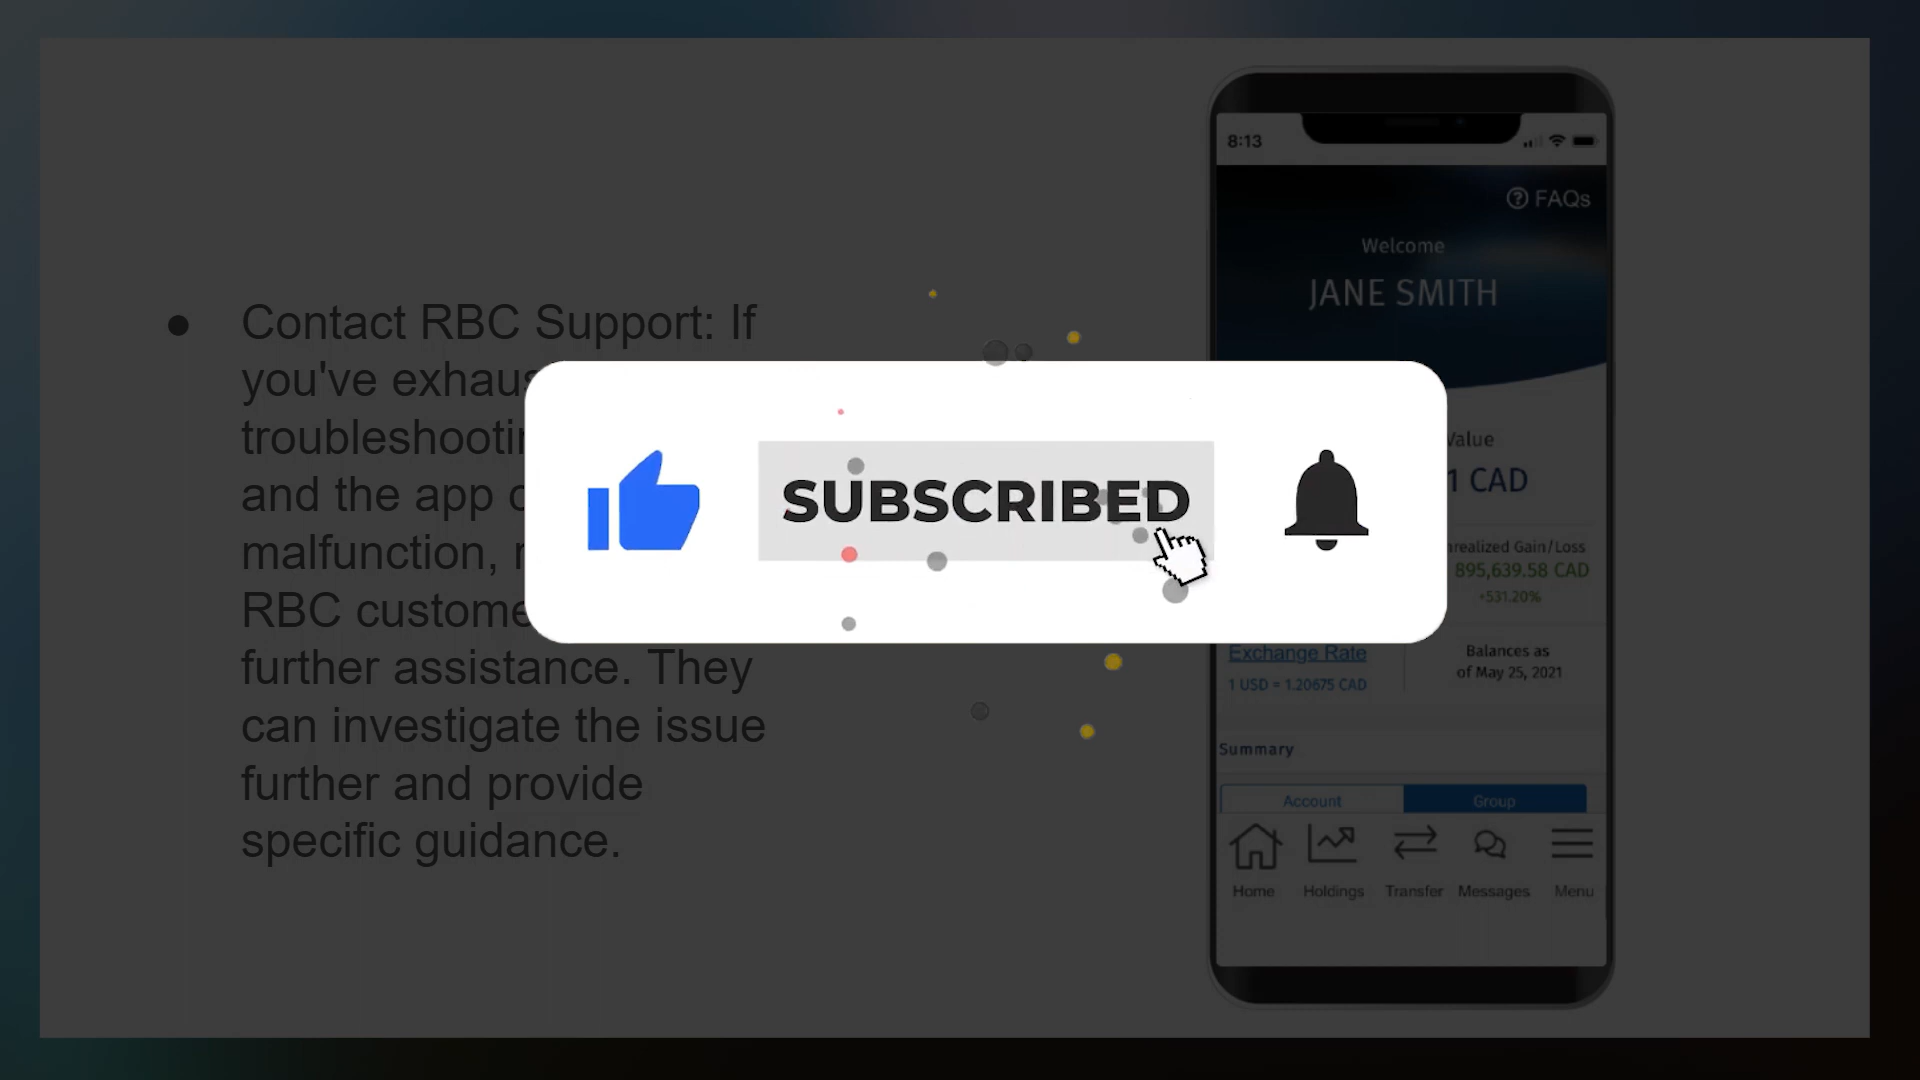 Contact RBC Support: If
you've exhaus
troubleshootin
and the app c
malfunction, r
RBC custome
further assistance. They
can investigate the issue
further and provide
specific guidance.
SUBSCRIBED
8:13
FAQs
Welcome
JANE SMITH
Value
1 CAD
realized Gain/Loss
895,639.58 CAD
+531.20%
Exchange Rate
1 USD = 1.20675 CAD
Balances as
of May 25, 2021
Summary
Account Group
Home Holdings Transfer Messages Menu